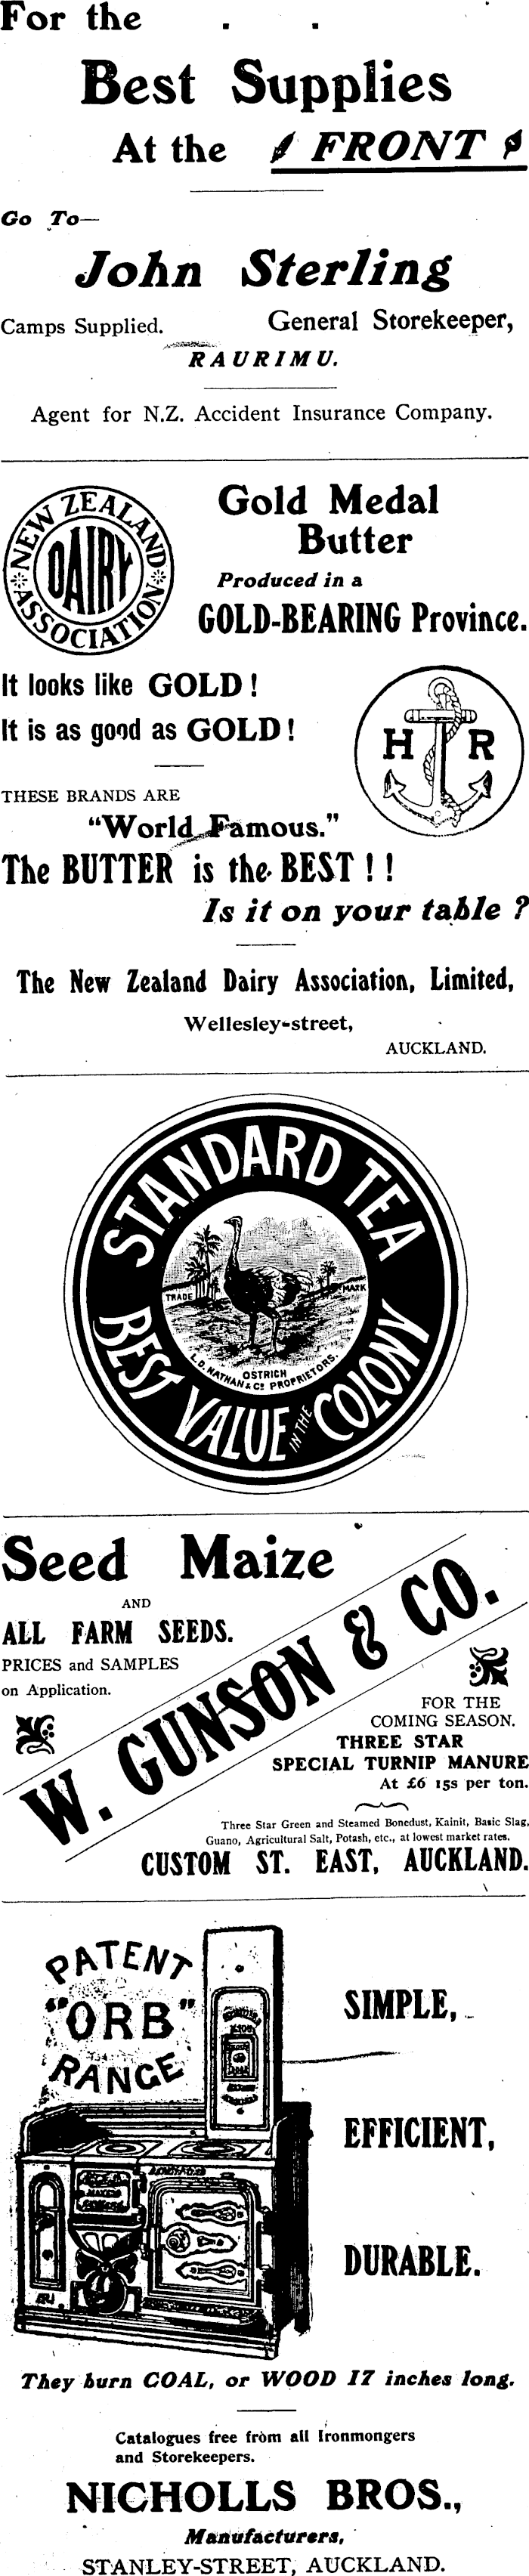 For the . .
Best Supplies
At the FRONT
Go To—
John Sterling
Camps Supplied. General Storekeeper,
RAURIMU.
Agent for N.Z. Accident Insurance Company.
NEW ZEALAND
DAIRY
ASSOCIATION
Gold Medal
Butter
Produced in a
GOLD-BEARING Province.
It looks like GOLD!
It is as good as GOLD!
H R
THESE BRANDS ARE
"World Famous."
The BUTTER is the BEST!!
Is it on your table?
The New Zealand Dairy Association, Limited,
Wellesley-street,
AUCKLAND.
STANDARD TEA
TRADE MARK
OSTRICH
L.D. NATHAN & Co PROPRIETORS.
BEST VALUE IN THE COLONY
Seed Maize
AND
ALL FARM SEEDS.
PRICES and SAMPLES
on Application.
W. GUNSON & CO.
FOR THE
COMING SEASON.
THREE STAR
SPECIAL TURNIP MANURE
At £6 15s per ton.
Three Star Green and Steamed Bonedust, Kainit, Basic Slag,
Guano, Agricultural Salt, Potash, etc., at lowest market rates.
CUSTOM ST. EAST, AUCKLAND.
PATENT
"ORB"
RANGE
SIMPLE,
EFFICIENT,
DURABLE.
They burn COAL, or WOOD 17 inches long.
Catalogues free from all Ironmongers
and Storekeepers.
NICHOLLS BROS.,
Manufacturers,
STANLEY-STREET, AUCKLAND.